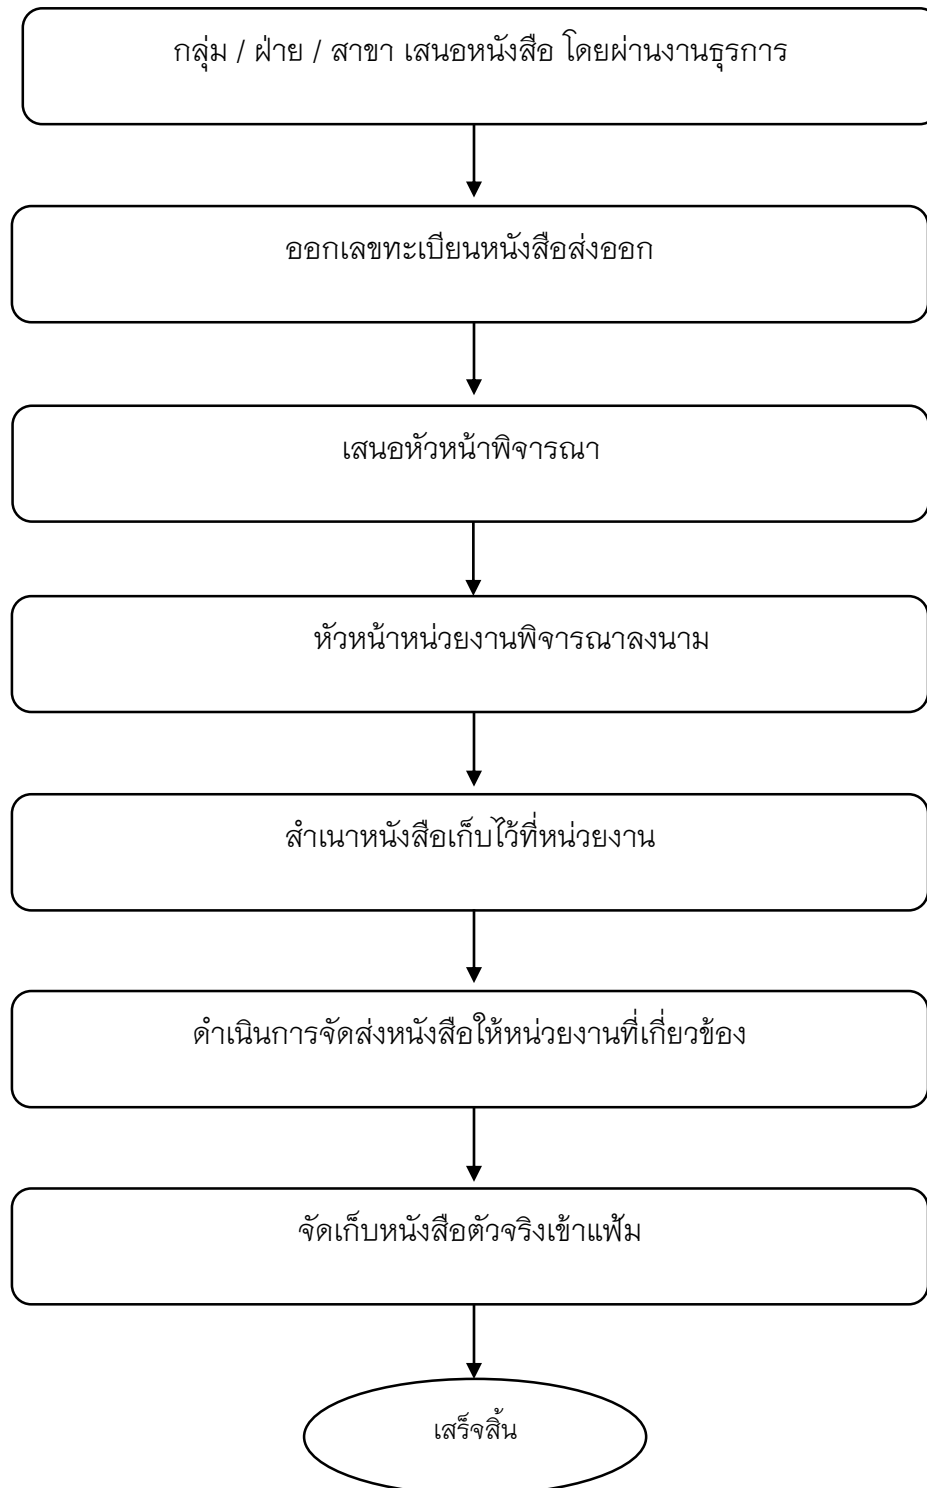 กลุ่ม / ฝ่าย / สาขา เสนอหนังสือ โดยผ่านงานธุรการ
ออกเลขทะเบียนหนังสือส่งออก
เสนอหัวหน้าพิจารณา
หัวหน้าหน่วยงานพิจารณาลงนาม
สำเนาหนังสือเก็บไว้ที่หน่วยงาน
ดำเนินการจัดส่งหนังสือให้หน่วยงานที่เกี่ยวข้อง
จัดเก็บหนังสือตัวจริงเข้าแฟ้ม
เสร็จสิ้น